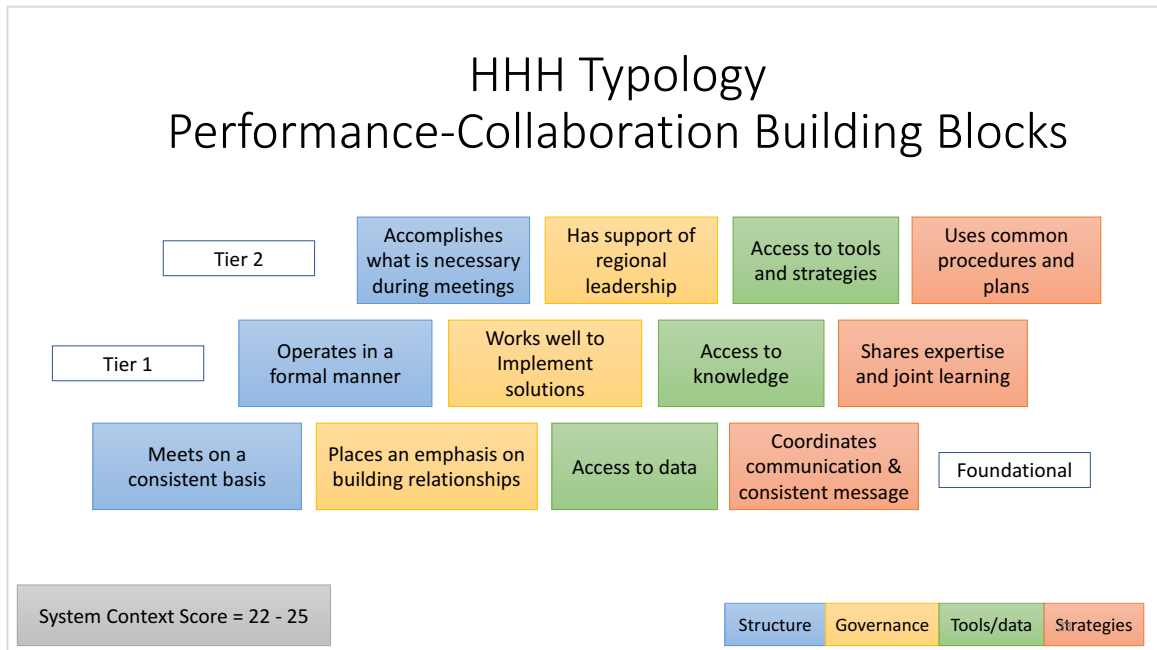 HHH Typology
Performance-Collaboration Building Blocks
Tier 2
Accomplishes
what is necessary
during meetings
Has support of
regional
leadership
Access to tools
and strategies
Uses common
procedures and
plans
Tier 1
Operates in a
formal manner
Works well to
Implement
solutions
Access to
knowledge
Shares expertise
and joint learning
Meets on a
consistent basis
Places an emphasis on
building relationships
Access to data
Coordinates
communication &
consistent message
Foundational
System Context Score = 22 - 25
Structure
Governance
Tools/data
Strategies